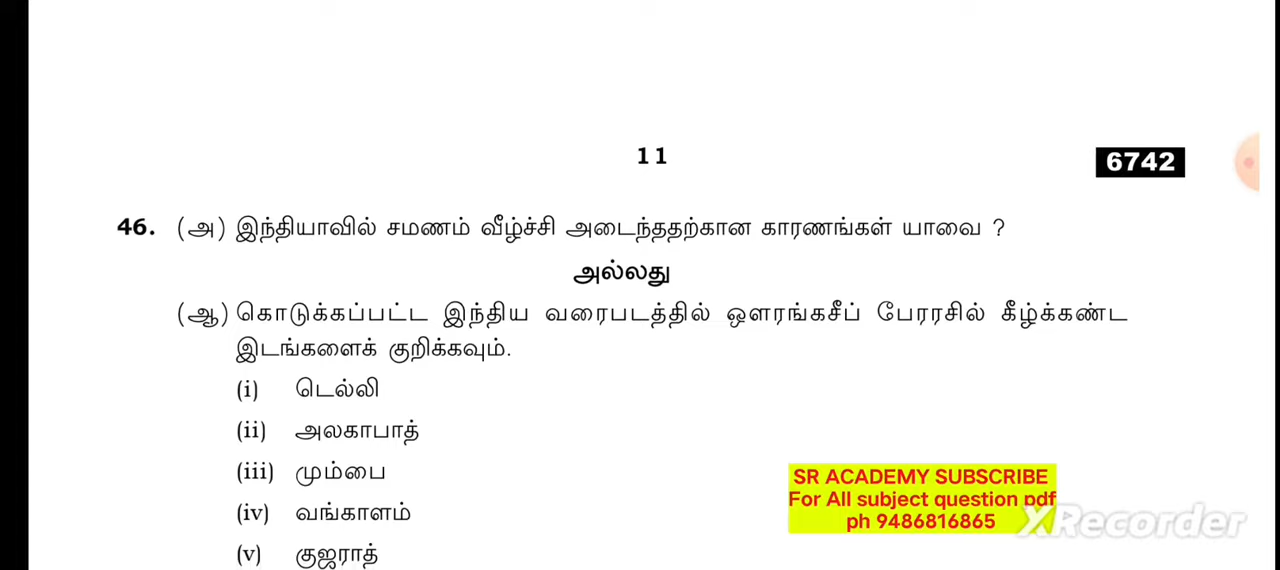 11
6742
46. (அ) இந்தியாவில் சமணம் வீழ்ச்சி அடைந்ததற்கான காரணங்கள் யாவை ?
அல்லது
(ஆ) கொடுக்கப்பட்ட இந்திய வரைபடத்தில் ஔரங்கசீப் பேரரசில் கீழ்க்கண்ட
இடங்களைக் குறிக்கவும்.
(i) டெல்லி
(ii) அலகாபாத்
(iii) மும்பை
(iv) வங்காளம்
(v) குஜராத்
SR ACADEMY SUBSCRIBE
For All subject question pdf
ph 9486816865
XRecorder